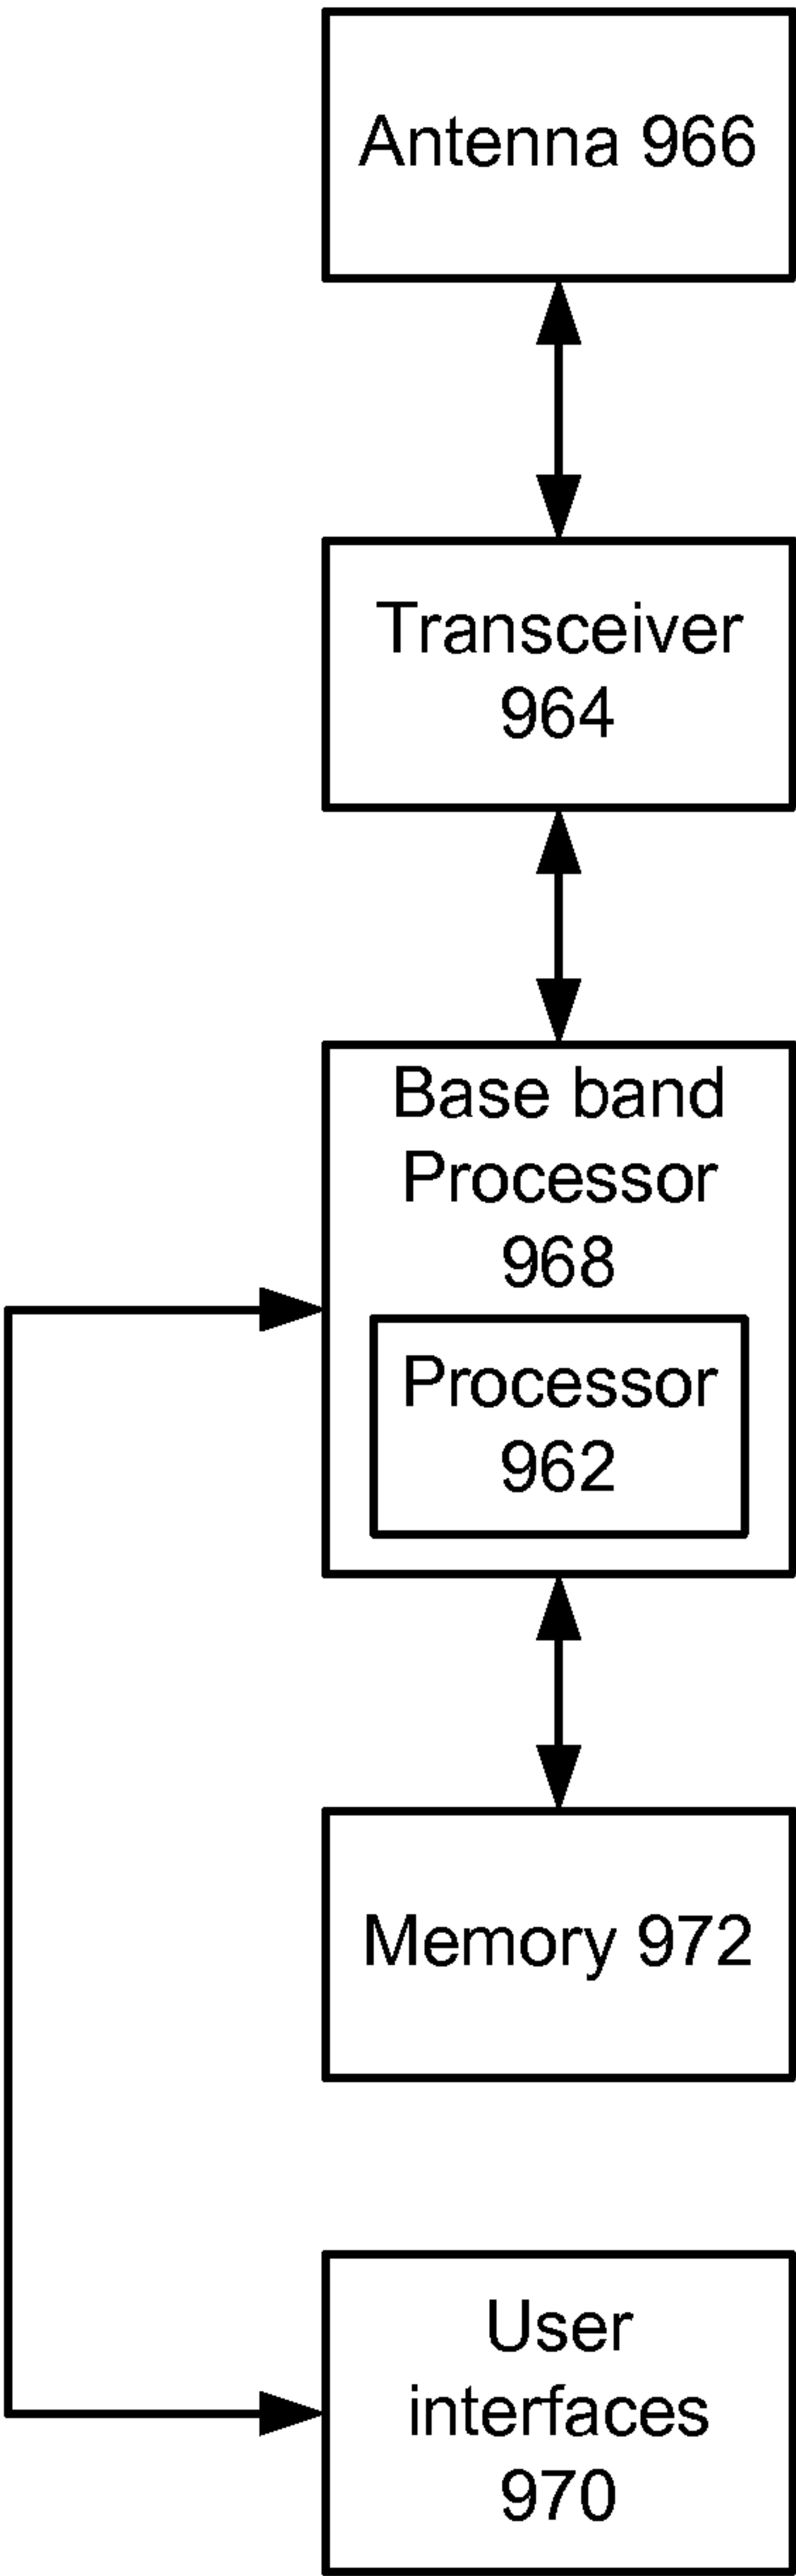 Antenna 966
Transceiver
964
Base band
Processor
968
Processor
962
Memory 972
User
interfaces
970